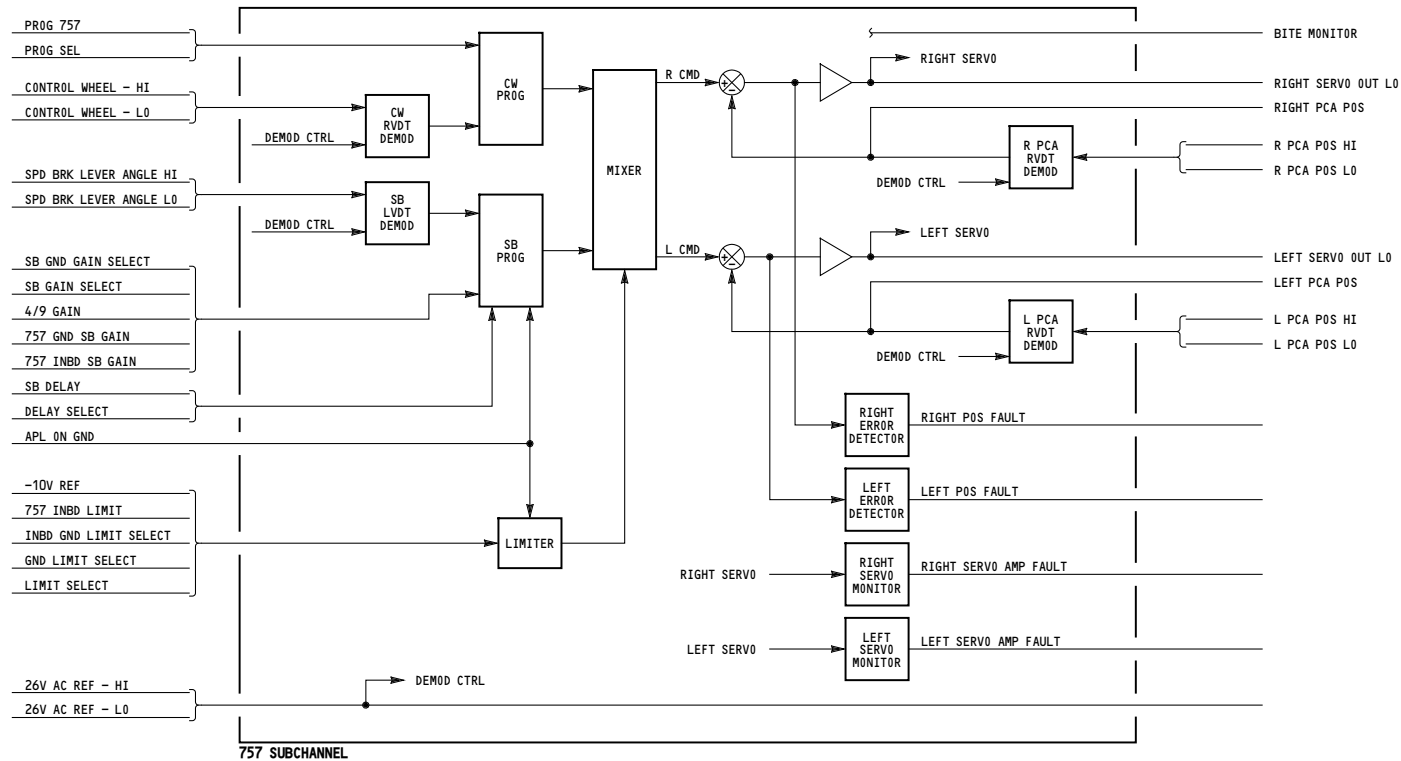 PROG 757
PROG SEL
CONTROL WHEEL - HI
CONTROL WHEEL - LO
DEMOD CTRL
CW
RVDT
DEMOD
CW
PROG
SPD BRK LEVER ANGLE HI
SPD BRK LEVER ANGLE LO
DEMOD CTRL
SB
LVDT
DEMOD
SB
PROG
SB GND GAIN SELECT
SB GAIN SELECT
4/9 GAIN
757 GND SB GAIN
757 INBD SB GAIN
SB DELAY
DELAY SELECT
APL ON GND
-10V REF
757 INBD LIMIT
INBD GND LIMIT SELECT
GND LIMIT SELECT
LIMIT SELECT
LIMITER
MIXER
R CMD
+
-
RIGHT SERVO
BITE MONITOR
RIGHT SERVO OUT LO
RIGHT PCA POS
R PCA
RVDT
DEMOD
DEMOD CTRL
R PCA POS HI
R PCA POS LO
L CMD
+
-
LEFT SERVO
LEFT SERVO OUT LO
LEFT PCA POS
L PCA
RVDT
DEMOD
DEMOD CTRL
L PCA POS HI
L PCA POS LO
RIGHT
ERROR
DETECTOR
RIGHT POS FAULT
LEFT
ERROR
DETECTOR
LEFT POS FAULT
RIGHT SERVO
RIGHT
SERVO
MONITOR
RIGHT SERVO AMP FAULT
LEFT SERVO
LEFT
SERVO
MONITOR
LEFT SERVO AMP FAULT
26V AC REF - HI
26V AC REF - LO
DEMOD CTRL
757 SUBCHANNEL